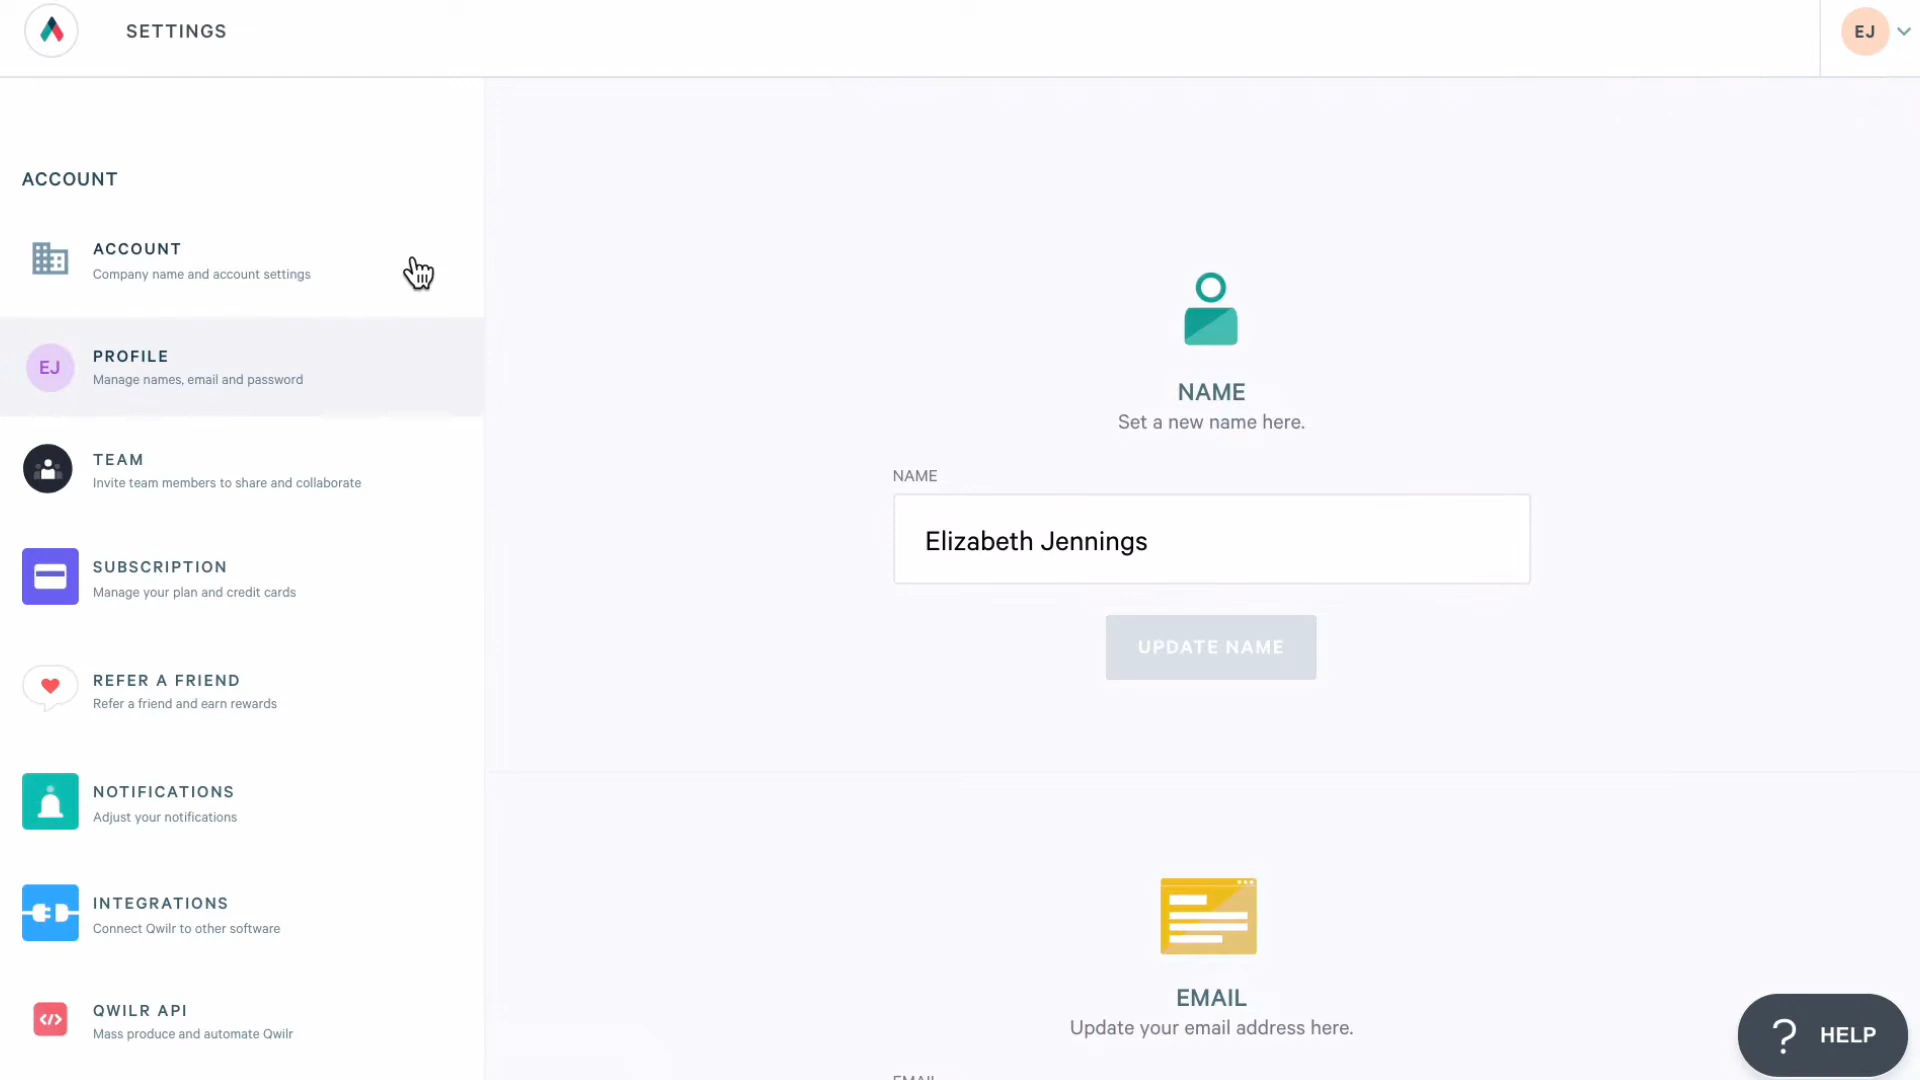 SETTINGS
EJ
ACCOUNT
ACCOUNT
Company name and account settings
EJ
PROFILE
Manage names, email and password
TEAM
Invite team members to share and collaborate
SUBSCRIPTION
Manage your plan and credit cards
REFER A FRIEND
Refer a friend and earn rewards
NOTIFICATIONS
Adjust your notifications
INTEGRATIONS
Connect Qwilr to other software
QWILR API
Mass produce and automate Qwilr
NAME
Set a new name here.
NAME
Elizabeth Jennings
UPDATE NAME
EMAIL
Update your email address here.
EMAIL
? HELP